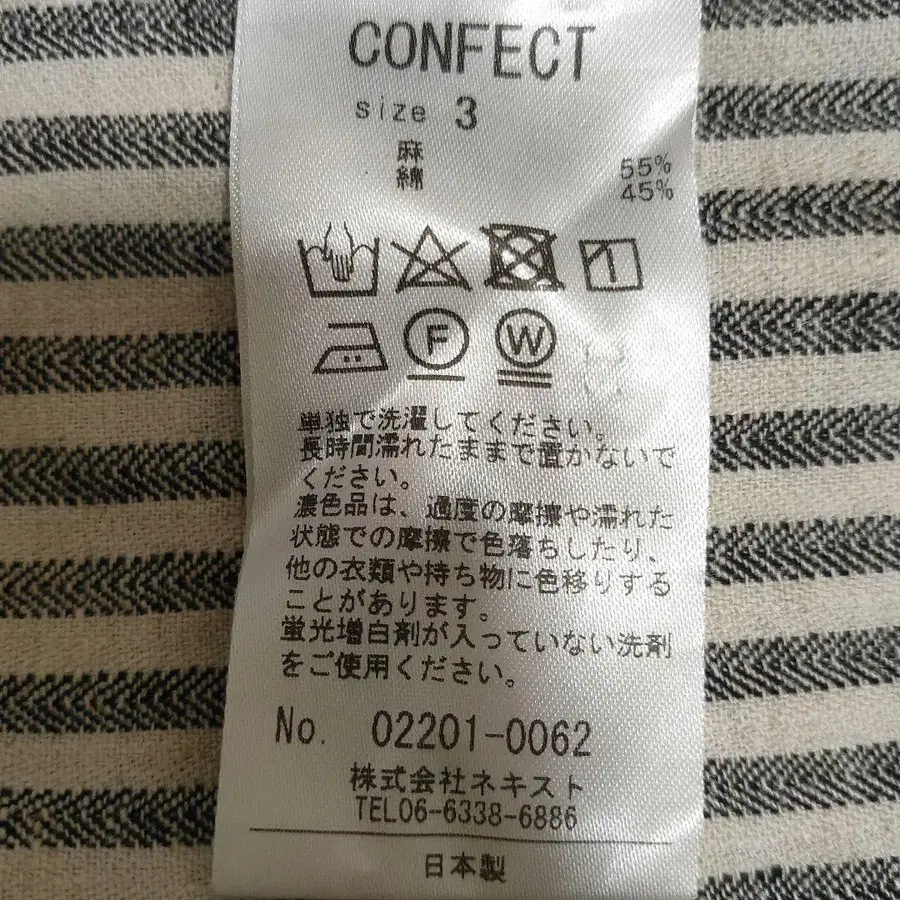 CONFECT
size 3
麻 55%
綿 45%
F W
単独で洗濯してください。
長時間濡れたままで置かないで
ください。
濃色品は、過度の摩擦や濡れた
状態での摩擦で色落ちしたり、
他の衣類や持ち物に色移りする
ことがあります。
蛍光増白剤が入っていない洗剤
をご使用ください。
No. 02201-0062
株式会社ネキスト
TEL06-6338-6886
日本製